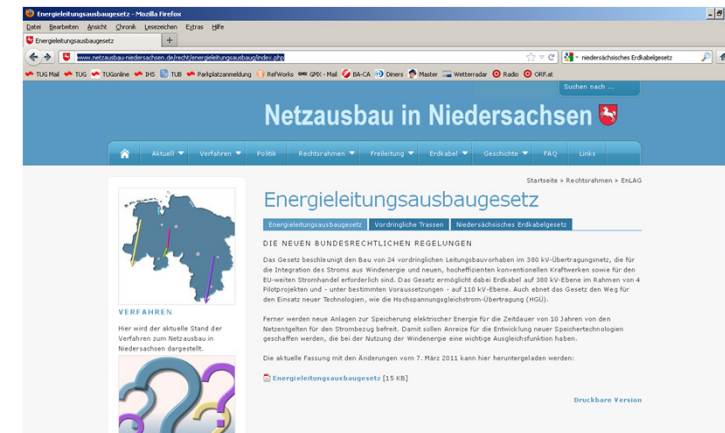 Energieleitungsausbaugesetz - Mozilla Firefox
Datei Bearbeiten Ansicht Chronik Lesezeichen Extras Hilfe
Energieleitungsausbaugesetz
www.netzausbau-niedersachsen.de/recht/energieleitungsausbaug/index.php
niedersächsisches Erdkabelgesetz
TUG Mail TUG TUGonline IHS TUB Parkplatzanmeldung RefWorks GMX - Mail BA-CA Diners Master Wetterradar Radio ORF.at
Suchen nach ...
Netzausbau in Niedersachsen
Aktuell Verfahren Politik Rechtsrahmen Freileitung Erdkabel Geschichte FAQ Links
Startseite » Rechtsrahmen » EnLAG
Energieleitungsausbaugesetz
Energieleitungsausbaugesetz Vordringliche Trassen Niedersächsisches Erdkabelgesetz
DIE NEUEN BUNDESRECHTLICHEN REGELUNGEN
Das Gesetz beschleunigt den Bau von 24 vordringlichen Leitungsbauvorhaben im 380 kV-Übertragungsnetz, die für
die Integration des Stroms aus Windenergie und neuen, hocheffizienten konventionellen Kraftwerken sowie für den
EU-weiten Stromhandel erforderlich sind. Das Gesetz ermöglicht dabei Erdkabel auf 380 kV-Ebene im Rahmen von 4
Pilotprojekten und - unter bestimmten Voraussetzungen - auf 110 kV-Ebene. Auch ebnet das Gesetz den Weg für
den Einsatz neuer Technologien, wie die Hochspannungsgleichstrom-Übertragung (HGÜ).
Ferner werden neue Anlagen zur Speicherung elektrischer Energie für die Zeitdauer von 10 Jahren von den
Netzentgelten für den Strombezug befreit. Damit sollen Anreize für die Entwicklung neuer Speichertechnologien
geschaffen werden, die bei der Nutzung der Windenergie eine wichtige Ausgleichsfunktion haben.
Die aktuelle Fassung mit den Änderungen vom 7. März 2011 kann hier heruntergeladen werden:
Energieleitungsausbaugesetz [15 KB]
Druckbare Version
VERFAHREN
Hier wird der aktuelle Stand der
Verfahren zum Netzausbau in
Niedersachsen dargestellt.